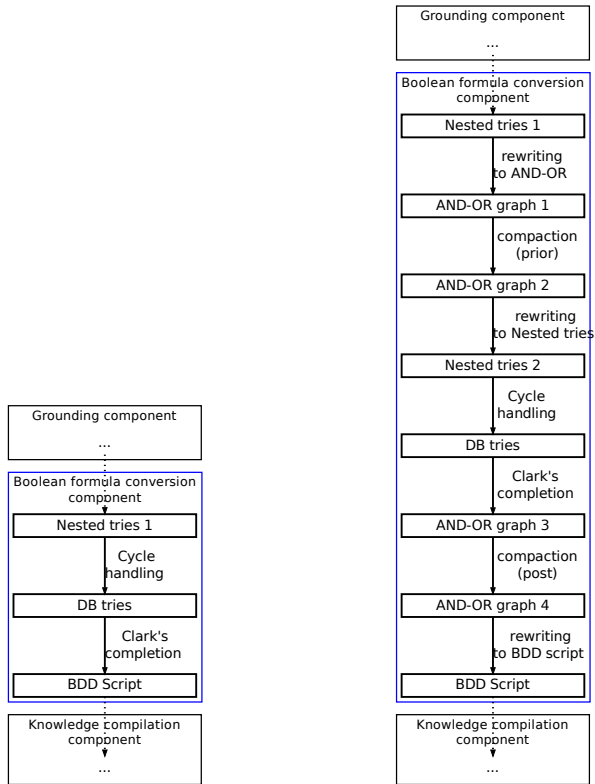 Grounding component
...
Boolean formula conversion
component
Nested tries 1
Cycle
handling
DB tries
Clark's
completion
BDD Script
Knowledge compilation
component
...
Grounding component
...
Boolean formula conversion
component
Nested tries 1
rewriting
to AND-OR
AND-OR graph 1
compaction
(prior)
AND-OR graph 2
rewriting
to Nested tries
Nested tries 2
Cycle
handling
DB tries
Clark's
completion
AND-OR graph 3
compaction
(post)
AND-OR graph 4
rewriting
to BDD script
BDD Script
Knowledge compilation
component
...